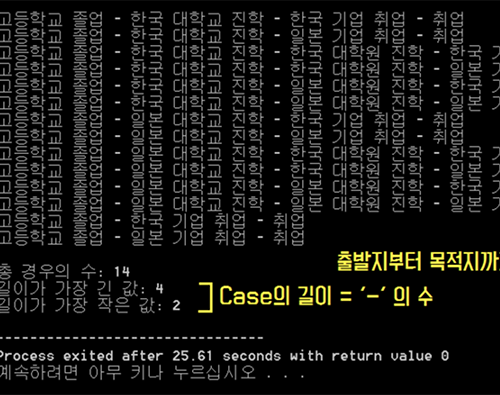 고등학교 졸업 - 한국 대학교 진학 - 한국 기업 취업 - 취업
고등학교 졸업 - 한국 대학교 진학 - 일본 기업 취업 - 취업
고등학교 졸업 - 한국 대학교 진학 - 한국 대학원 진학 - 한국
고등학교 졸업 - 한국 대학교 진학 - 한국 대학원 진학 - 일본
고등학교 졸업 - 한국 대학교 진학 - 일본 대학원 진학 - 한국
고등학교 졸업 - 한국 대학교 진학 - 일본 대학원 진학 - 일본
고등학교 졸업 - 일본 대학교 진학 - 한국 기업 취업 - 취업
고등학교 졸업 - 일본 대학교 진학 - 일본 기업 취업 - 취업
고등학교 졸업 - 일본 대학교 진학 - 한국 대학원 진학 - 한국
고등학교 졸업 - 일본 대학교 진학 - 한국 대학원 진학 - 일본
고등학교 졸업 - 일본 대학교 진학 - 일본 대학원 진학 - 한국
고등학교 졸업 - 일본 대학교 진학 - 일본 대학원 진학 - 일본
고등학교 졸업 - 한국 기업 취업 - 취업
고등학교 졸업 - 일본 기업 취업 - 취업
출발지부터 목적지까
총 경우의 수: 14
길이가 가장 긴 값: 4
길이가 가장 작은 값: 2
Case의 길이 = '-' 의 수
--------------------------------
Process exited after 25.61 seconds with return value 0
계속하려면 아무 키나 누르십시오 . . .